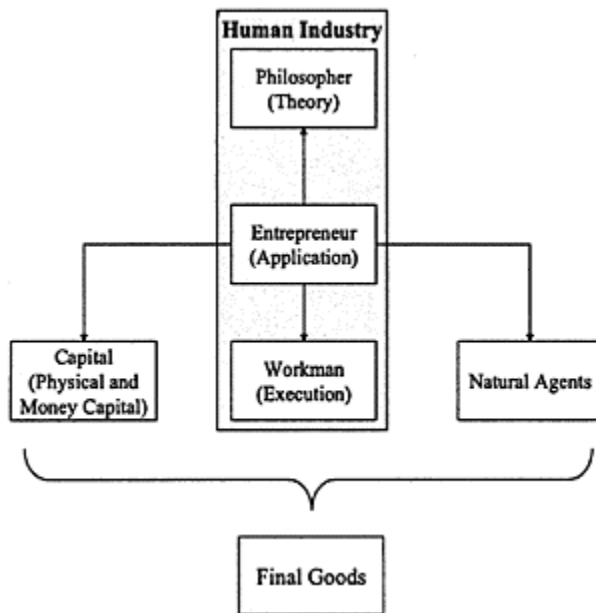 Human Industry
Philosopher
(Theory)
Entrepreneur
(Application)
Capital
(Physical and
Money Capital)
Workman
(Execution)
Natural Agents
Final Goods